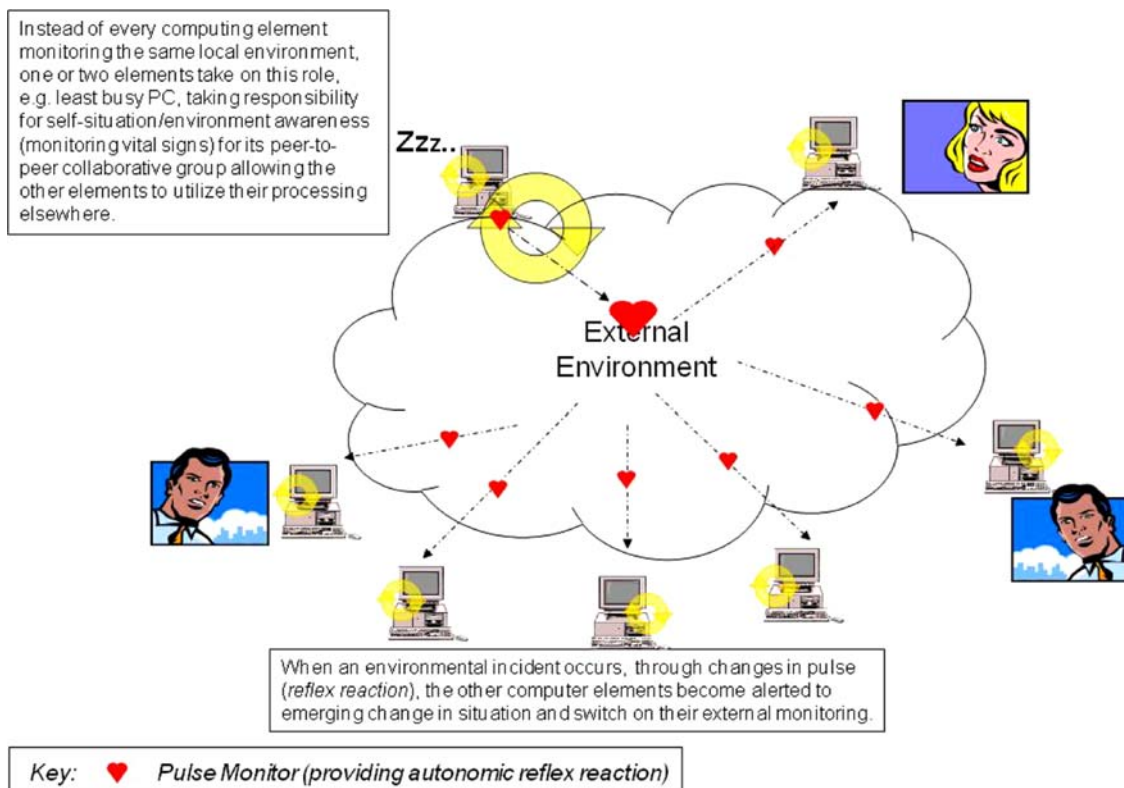 Instead of every computing element
monitoring the same local environment,
one or two elements take on this role,
e.g. least busy PC, taking responsibility
for self-situation/environment awareness
(monitoring vital signs) for its peer-to-
peer collaborative group allowing the
other elements to utilize their processing
elsewhere.
Zzz..
External
Environment
When an environmental incident occurs, through changes in pulse
(reflex reaction), the other computer elements become alerted to
emerging change in situation and switch on their external monitoring.
Key: Pulse Monitor (providing autonomic reflex reaction)